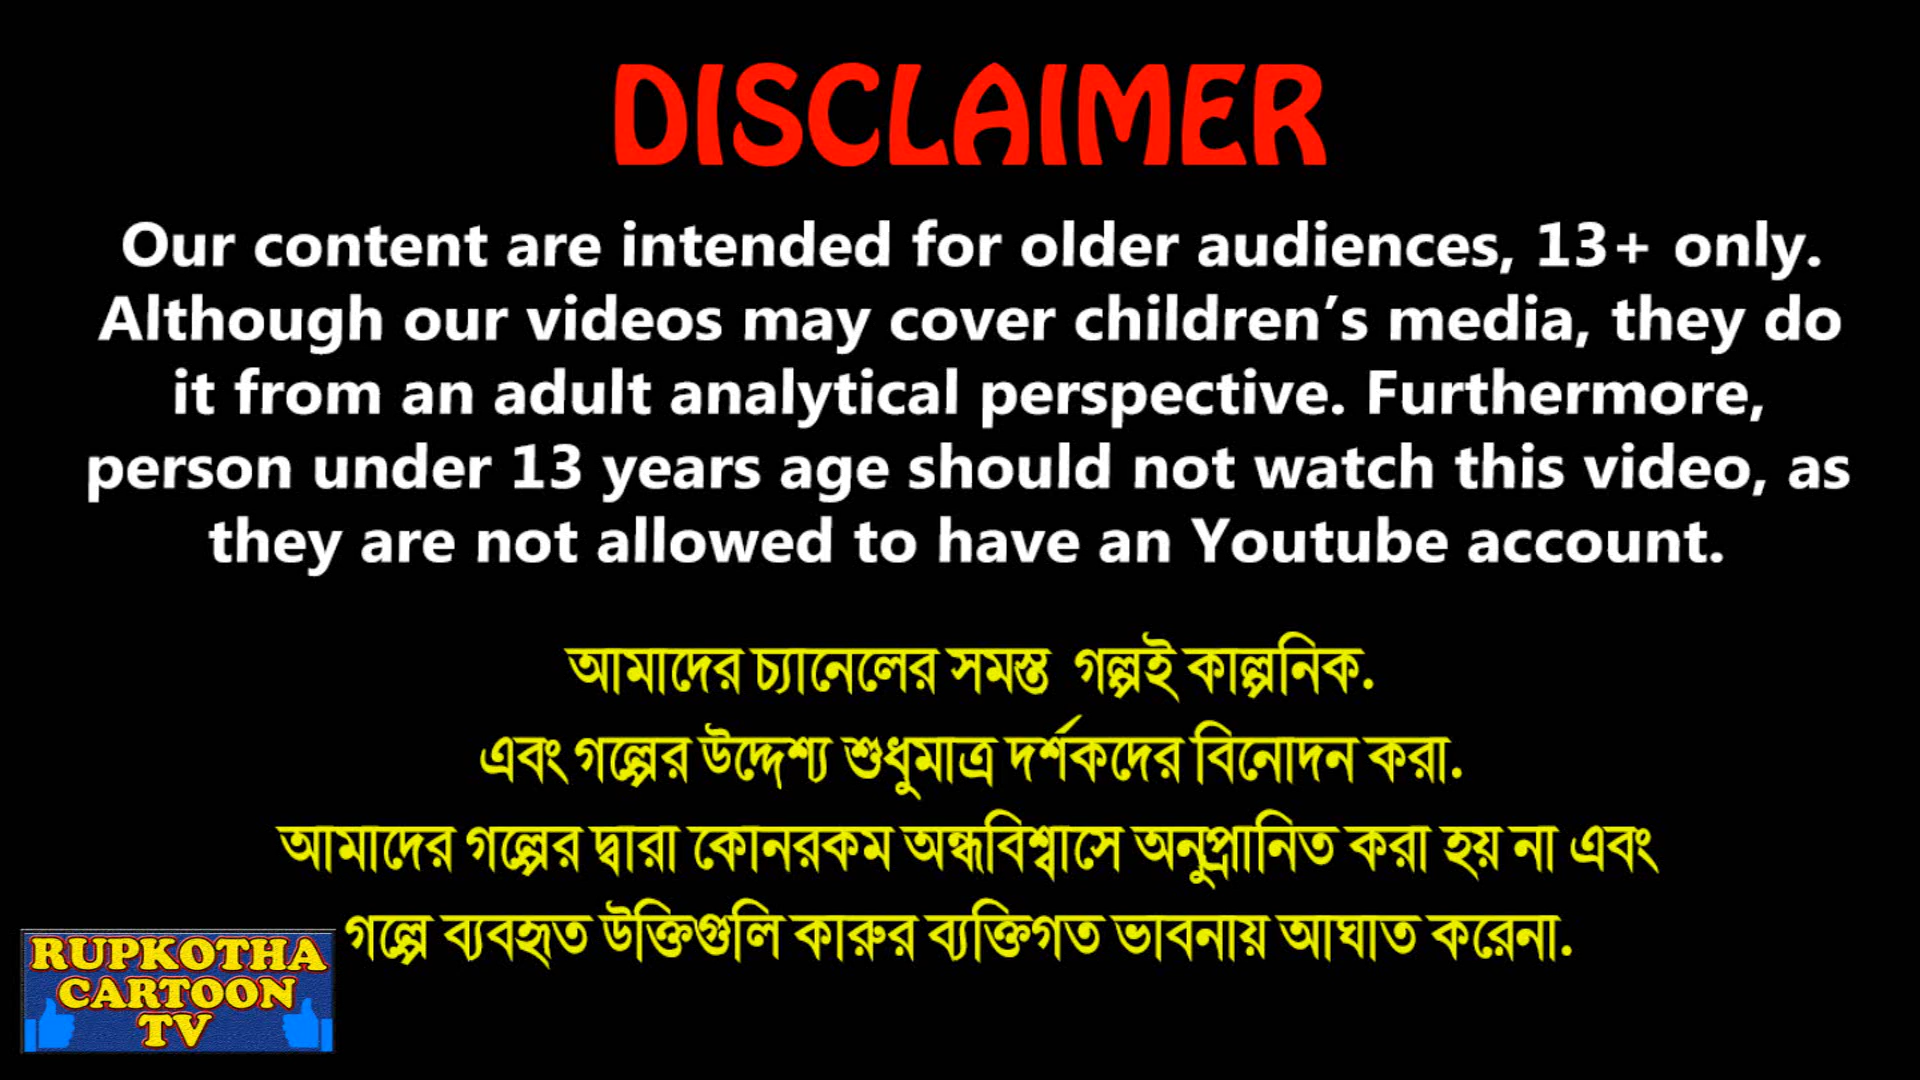 DISCLAIMER
Our content are intended for older audiences, 13+ only.
Although our videos may cover children’s media, they do
it from an adult analytical perspective. Furthermore,
person under 13 years age should not watch this video, as
they are not allowed to have an Youtube account.
আমাদের চ্যানেলের সমস্ত গল্পই কাল্পনিক.
এবং গল্পের উদ্দেশ্য শুধুমাত্র দর্শকদের বিনোদন করা.
আমাদের গল্পের দ্বারা কোনরকম অন্ধবিশ্বাসে অনুপ্রানিত করা হয় না এবং
গল্পে ব্যবহৃত উক্তিগুলি কারুর ব্যক্তিগত ভাবনায় আঘাত করেনা.
RUPKOTHA
CARTOON
TV